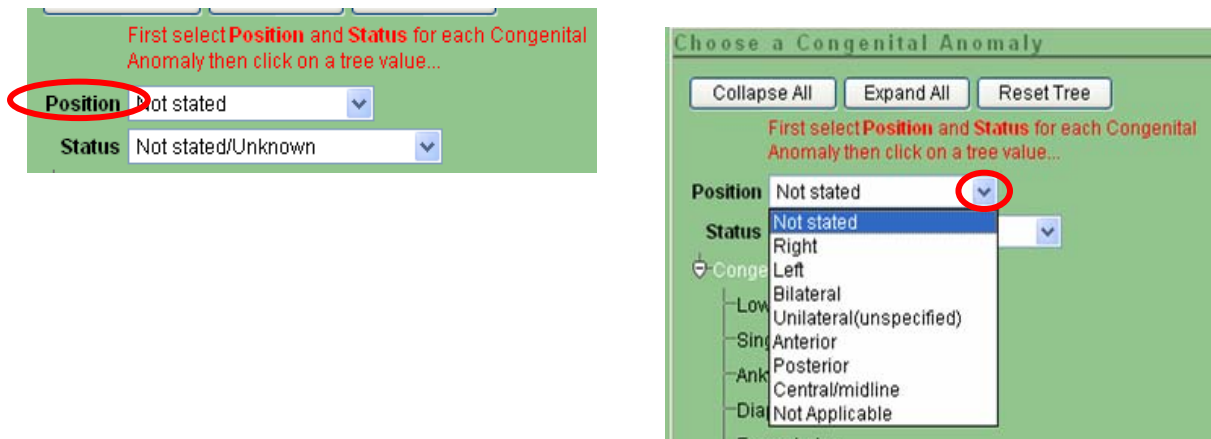 First select Position and Status for each Congenital
Anomaly then click on a tree value...
Position Not stated
Status Not stated/Unknown
Choose a Congenital Anomaly
Collapse All Expand All Reset Tree
First select Position and Status for each Congenital
Anomaly then click on a tree value...
Position Not stated
Status
Not stated
Right
Left
Bilateral
Unilateral(unspecified)
Anterior
Posterior
Central/midline
Not Applicable